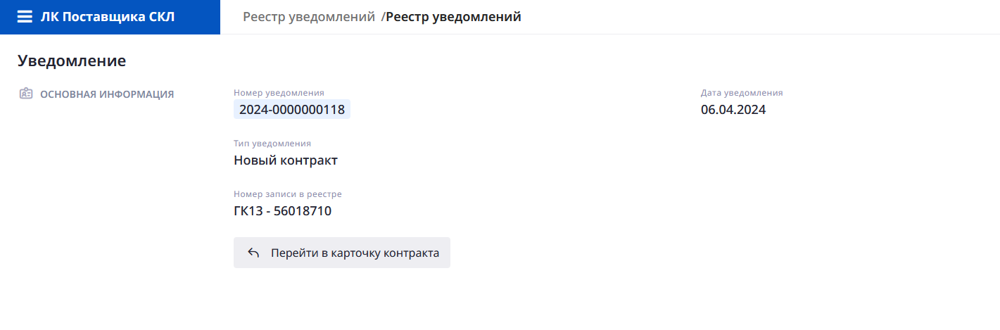 ЛК Поставщика СКЛ
Реестр уведомлений /Реестр уведомлений
Уведомление
ОСНОВНАЯ ИНФОРМАЦИЯ
Номер уведомления
2024-0000000118
Дата уведомления
06.04.2024
Тип уведомления
Новый контракт
Номер записи в реестре
ГК13 - 56018710
Перейти в карточку контракта